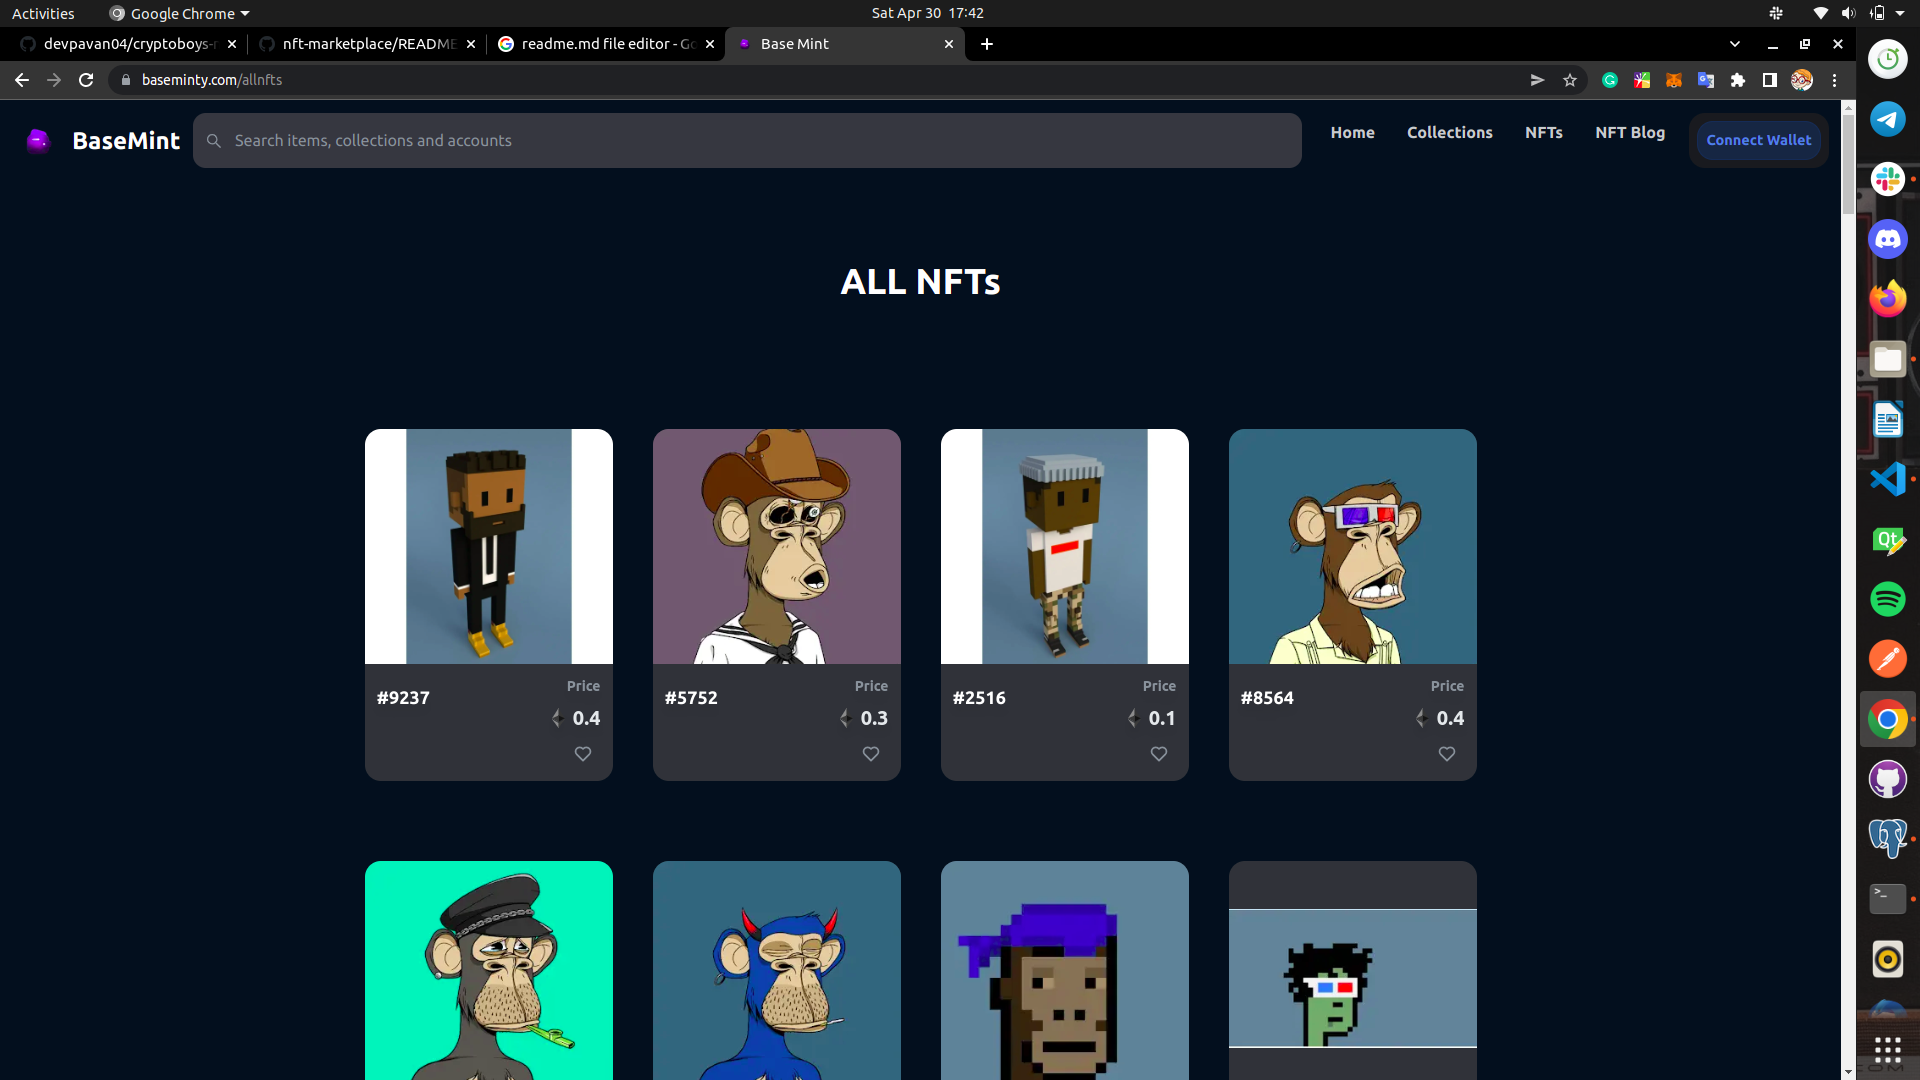 Activities
Google Chrome
Sat Apr 30 17:42
devpavan04/cryptoboys-
nft-marketplace/README
readme.md file editor - Go
Base Mint
baseminty.com/allnfts
BaseMint
Search items, collections and accounts
Home
Collections
NFTs
NFT Blog
Connect Wallet
ALL NFTs
#9237
Price
0.4
#5752
Price
0.3
#2516
Price
0.1
#8564
Price
0.4
Qt
>_